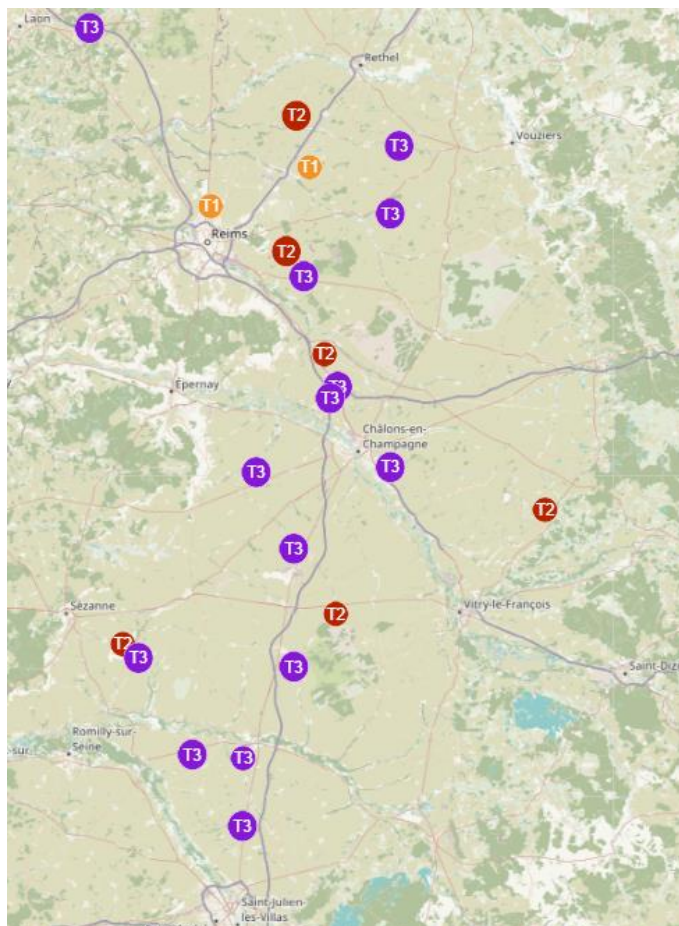 Laon
T3
Rethel
T2
T3
Vouziers
T1
T1
T3
Reims
T2
T3
T2
T3
Épernay
T3
Châlons-en-
Champagne
T3
T3
T2
T3
Sézanne
T2
Vitry-le-François
T2
T3
T3
Saint-Dizi
Romilly-sur-
Seine
-sur-
T3
T3
T3
Saint-Julien-
les-Villas